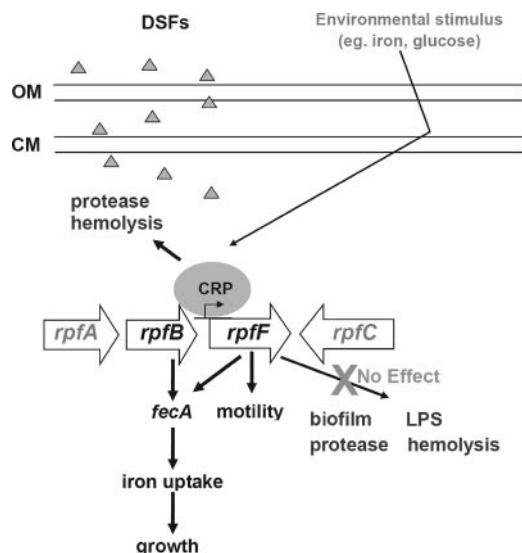 DSFs
Environmental stimulus
(eg. iron, glucose)
OM
CM
protease
hemolysis
CRP
rpfA
rpfB
rpfF
rpfC
X No Effect
fecA
motility
biofilm LPS
protease hemolysis
iron uptake
growth